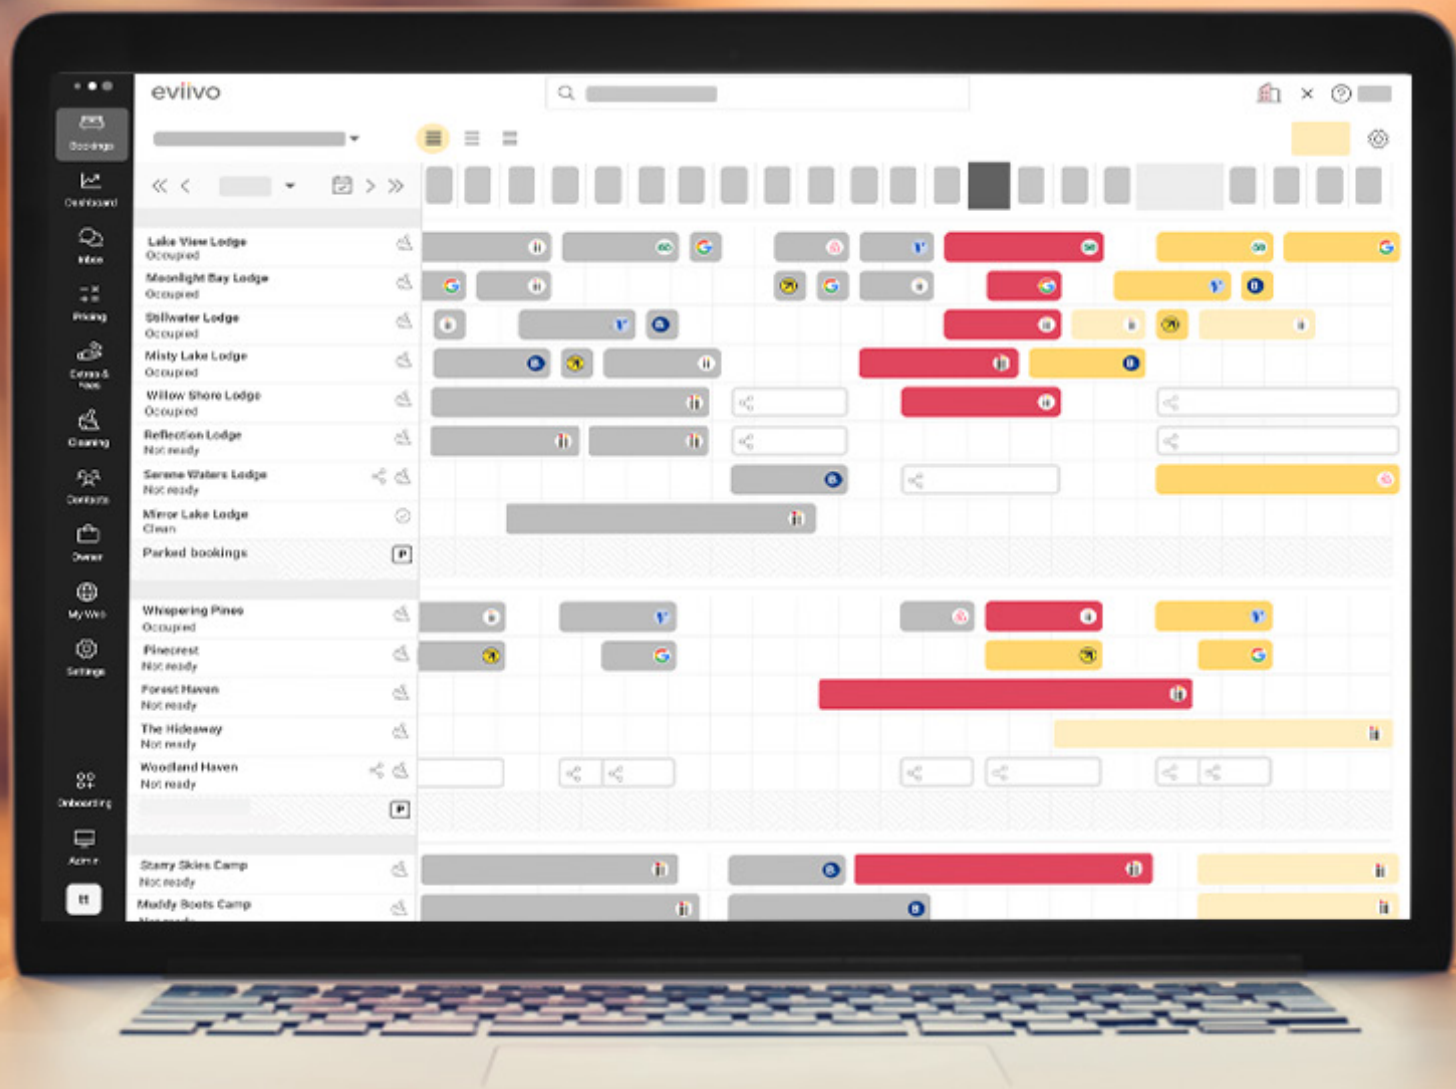 eviivo
Bookings
Dashboard
Inbox
Pricing
Extras &
Fees
Cleaning
Contacts
Owner
My Web
Settings
Onboarding
Admin
Lake View Lodge
Occupied
Moonlight Bay Lodge
Occupied
Stillwater Lodge
Occupied
Misty Lake Lodge
Occupied
Willow Shore Lodge
Occupied
Reflection Lodge
Not ready
Serene Waters Lodge
Not ready
Mirror Lake Lodge
Clean
Parked bookings
P
Whispering Pines
Occupied
Pinecrest
Not ready
Forest Haven
Not ready
The Hideaway
Not ready
Woodland Haven
Not ready
P
Starry Skies Camp
Not ready
Muddy Boots Camp